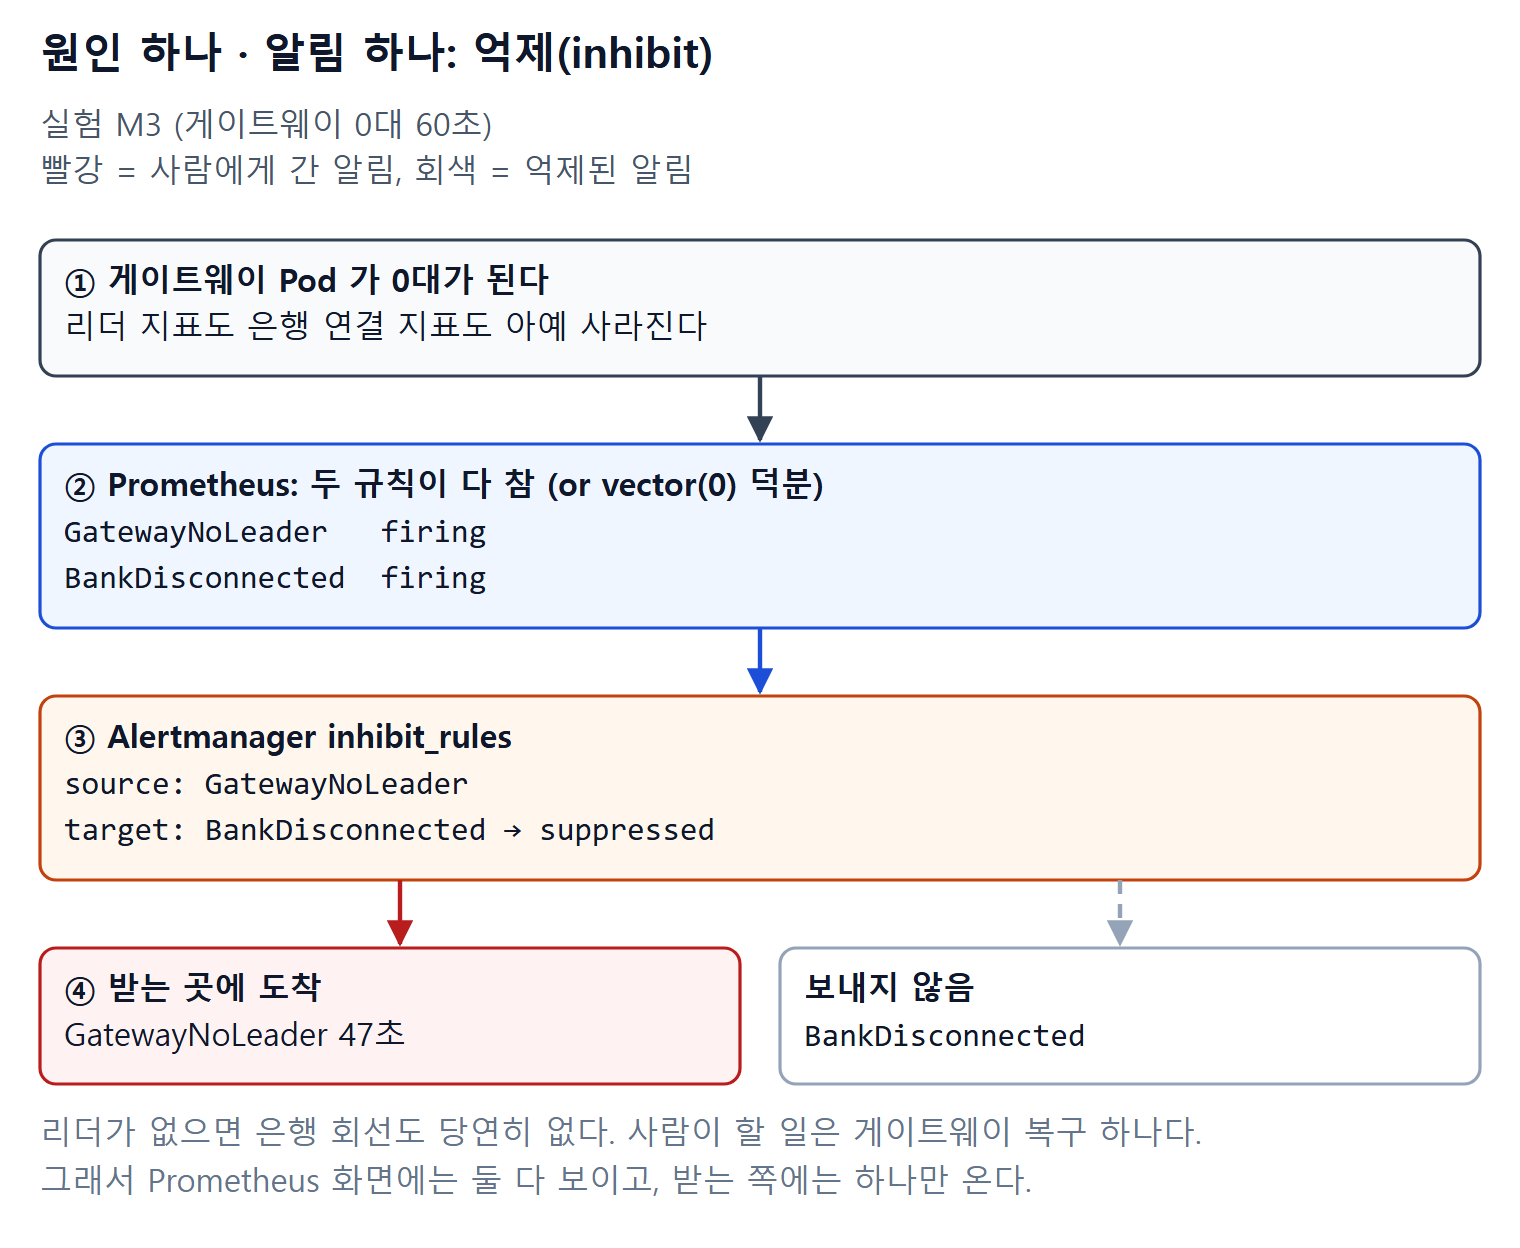 원인 하나 · 알림 하나: 억제(inhibit)
실험 M3 (게이트웨이 0대 60초)
빨강 = 사람에게 간 알림, 회색 = 억제된 알림
① 게이트웨이 Pod 가 0대가 된다
리더 지표도 은행 연결 지표도 아예 사라진다
② Prometheus: 두 규칙이 다 참 (or vector(0) 덕분)
GatewayNoLeader   firing
BankDisconnected  firing
③ Alertmanager inhibit_rules
source: GatewayNoLeader
target: BankDisconnected → suppressed
④ 받는 곳에 도착
GatewayNoLeader 47초
보내지 않음
BankDisconnected
리더가 없으면 은행 회선도 당연히 없다. 사람이 할 일은 게이트웨이 복구 하나다.
그래서 Prometheus 화면에는 둘 다 보이고, 받는 쪽에는 하나만 온다.